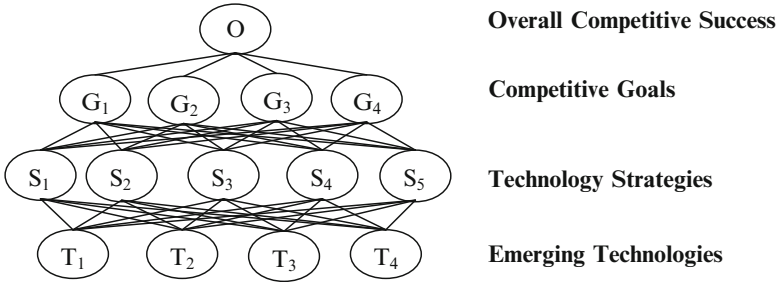 O Overall Competitive Success
G1 G2 G3 G4 Competitive Goals
S1 S2 S3 S4 S5 Technology Strategies
T1 T2 T3 T4 Emerging Technologies